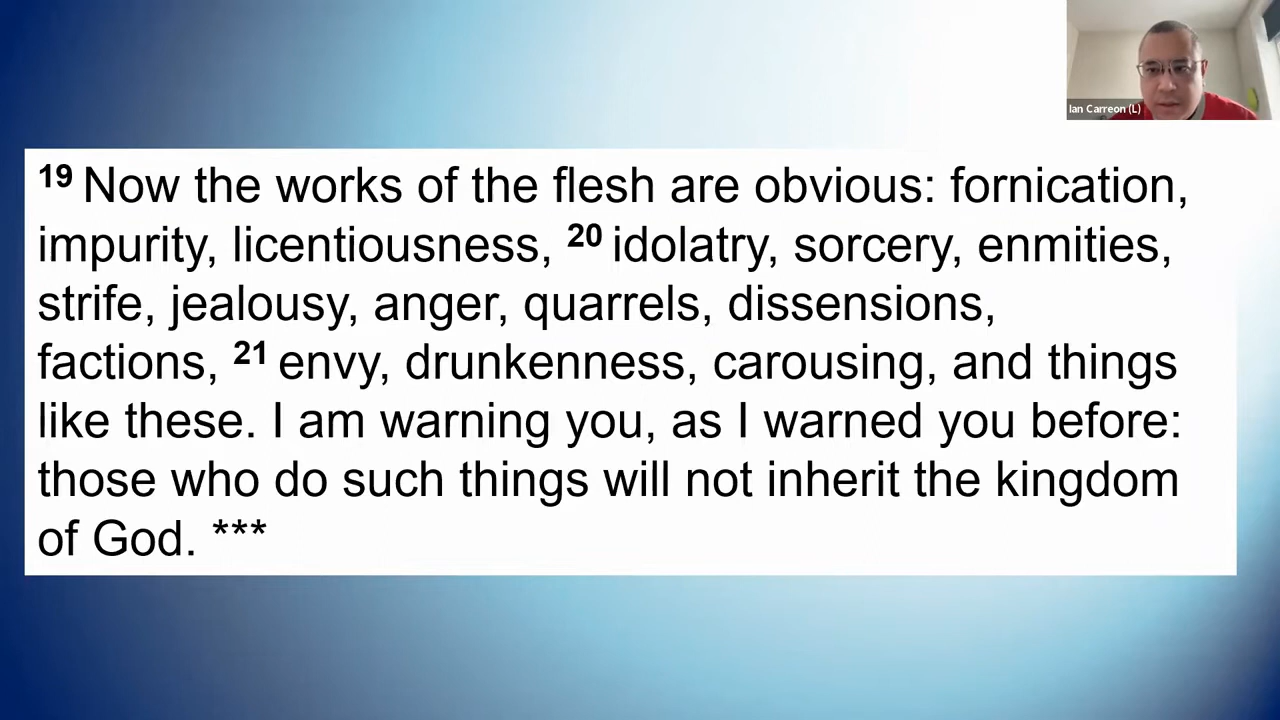 Ian Carreon (L)
19 Now the works of the flesh are obvious: fornication,
impurity, licentiousness, 20 idolatry, sorcery, enmities,
strife, jealousy, anger, quarrels, dissensions,
factions, 21 envy, drunkenness, carousing, and things
like these. I am warning you, as I warned you before:
those who do such things will not inherit the kingdom
of God. ***